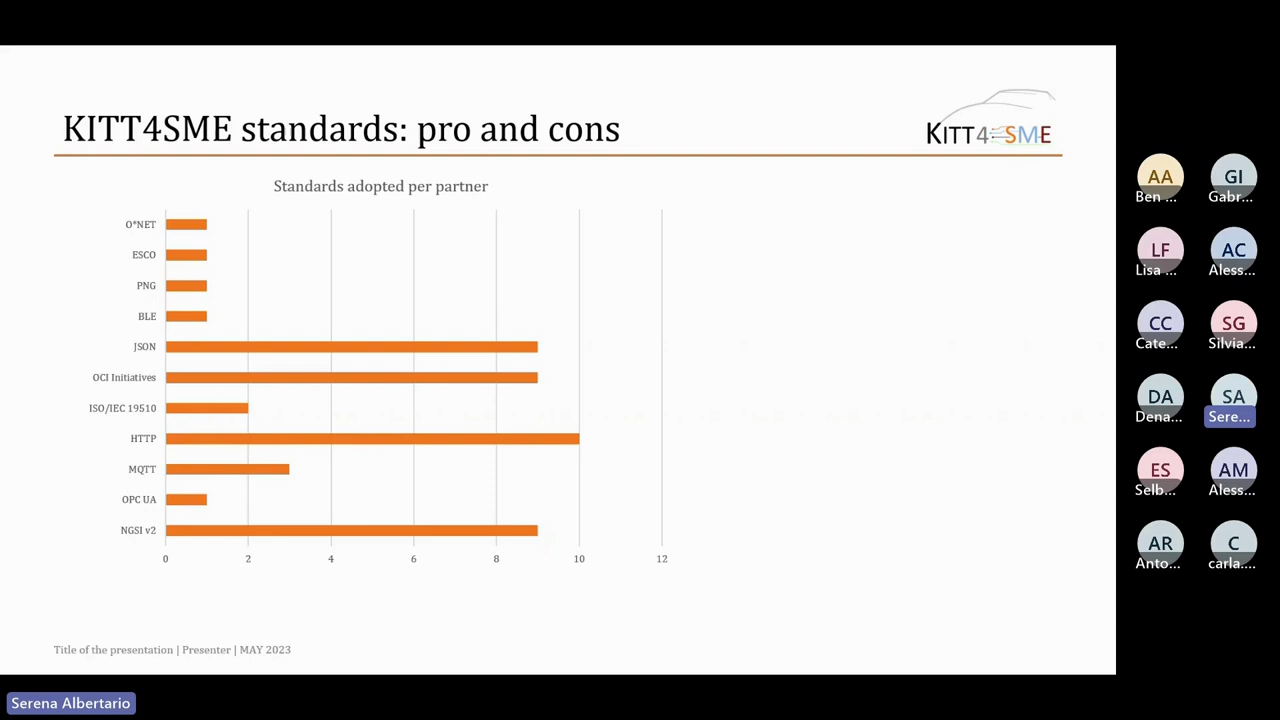 KITT4SME standards: pro and cons
KITT4SME
Standards adopted per partner
O*NET
ESCO
PNG
BLE
JSON
OCI Initiatives
ISO/IEC 19510
HTTP
MQTT
OPC UA
NGSI v2
0 2 4 6 8 10 12
Title of the presentation | Presenter | MAY 2023
Serena Albertario
AA GI
Ben ... Gabr...
LF AC
Lisa ... Aless...
CC SG
Cate... Silvia...
DA SA
Dena... Sere...
ES AM
Selb... Aless...
AR C
Anto... carla....